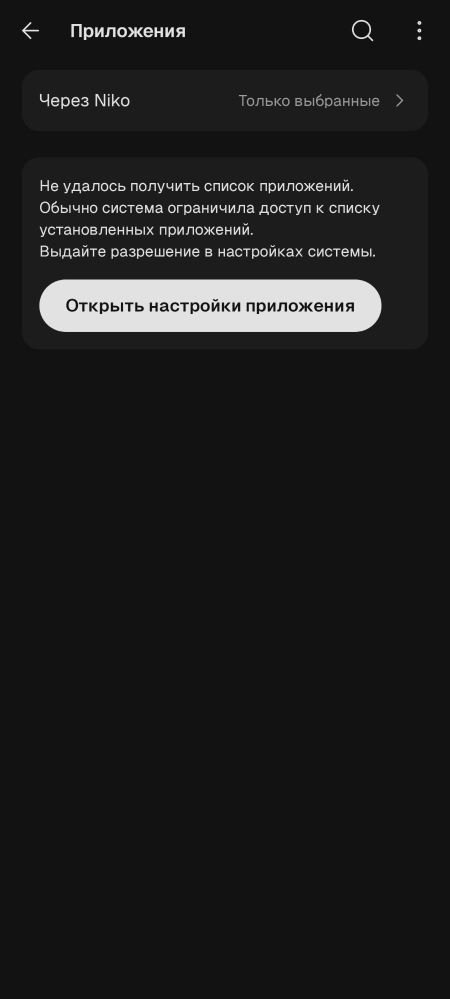 Приложения
Через Niko
Только выбранные
Не удалось получить список приложений.
Обычно система ограничила доступ к списку
установленных приложений.
Выдайте разрешение в настройках системы.
Открыть настройки приложения